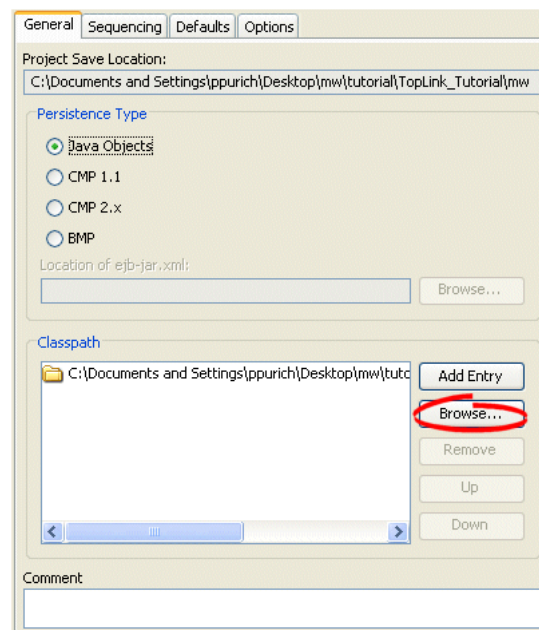 General Sequencing Defaults Options
Project Save Location:
C:\Documents and Settings\ppurich\Desktop\mw\tutorial\TopLink_Tutorial\mw
Persistence Type
Java Objects
CMP 1.1
CMP 2.x
BMP
Location of ejb-jar.xml:
Browse...
Classpath
C:\Documents and Settings\ppurich\Desktop\mw\tutc
Add Entry
Browse...
Remove
Up
Down
Comment